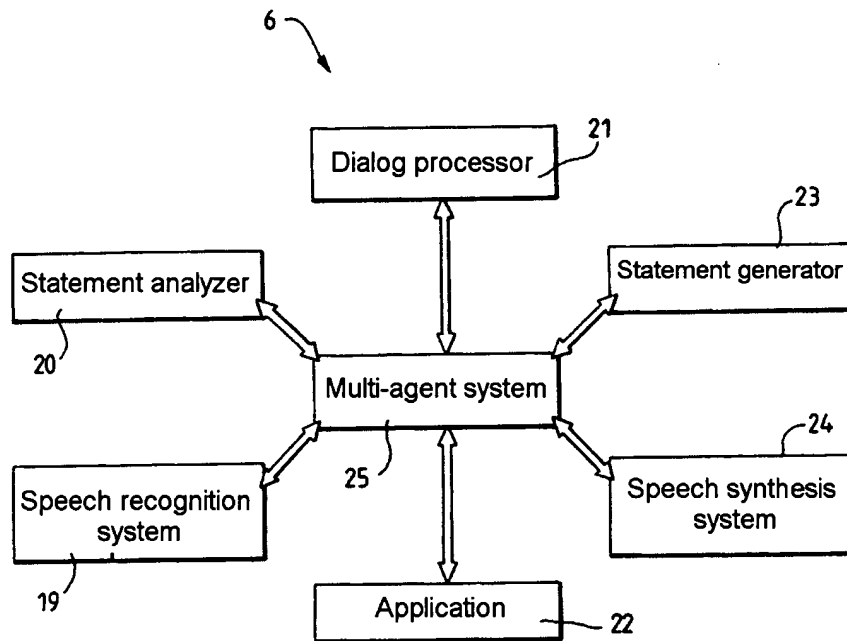 6
Dialog processor
21
23
Statement analyzer
Statement generator
20
Multi-agent system
25
24
Speech recognition
system
Speech synthesis
system
19
Application
22